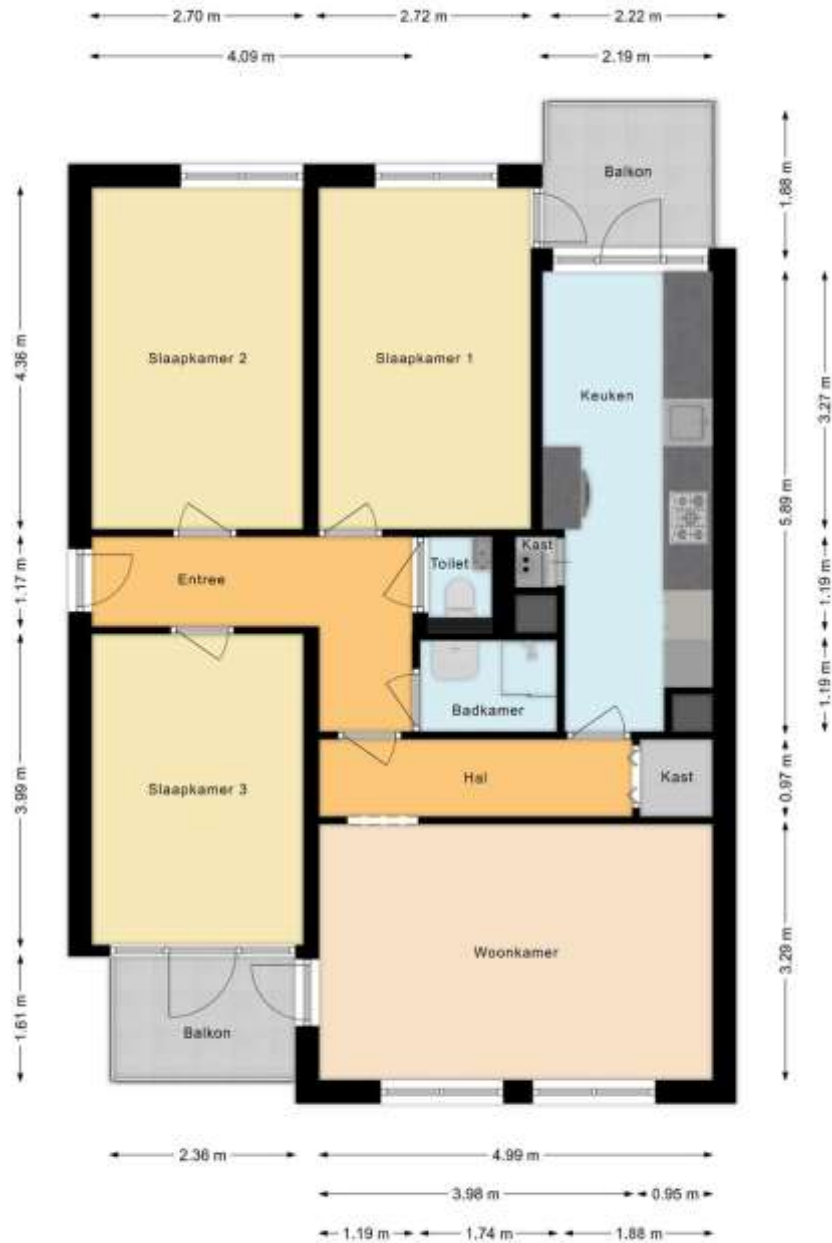 2.70 m
2.72 m
2.22 m
4.09 m
2.19 m
Balkon
1.88 m
4.36 m
Slaapkamer 2
Slaapkamer 1
Keuken
3.27 m
5.89 m
Kast
Toilet
Entree
1.17 m
1.19 m
1.19 m
Badkamer
Hal
Kast
0.97 m
Slaapkamer 3
3.99 m
Woonkamer
3.29 m
Balkon
1.61 m
2.36 m
4.99 m
3.98 m
0.95 m
1.19 m
1.74 m
1.88 m